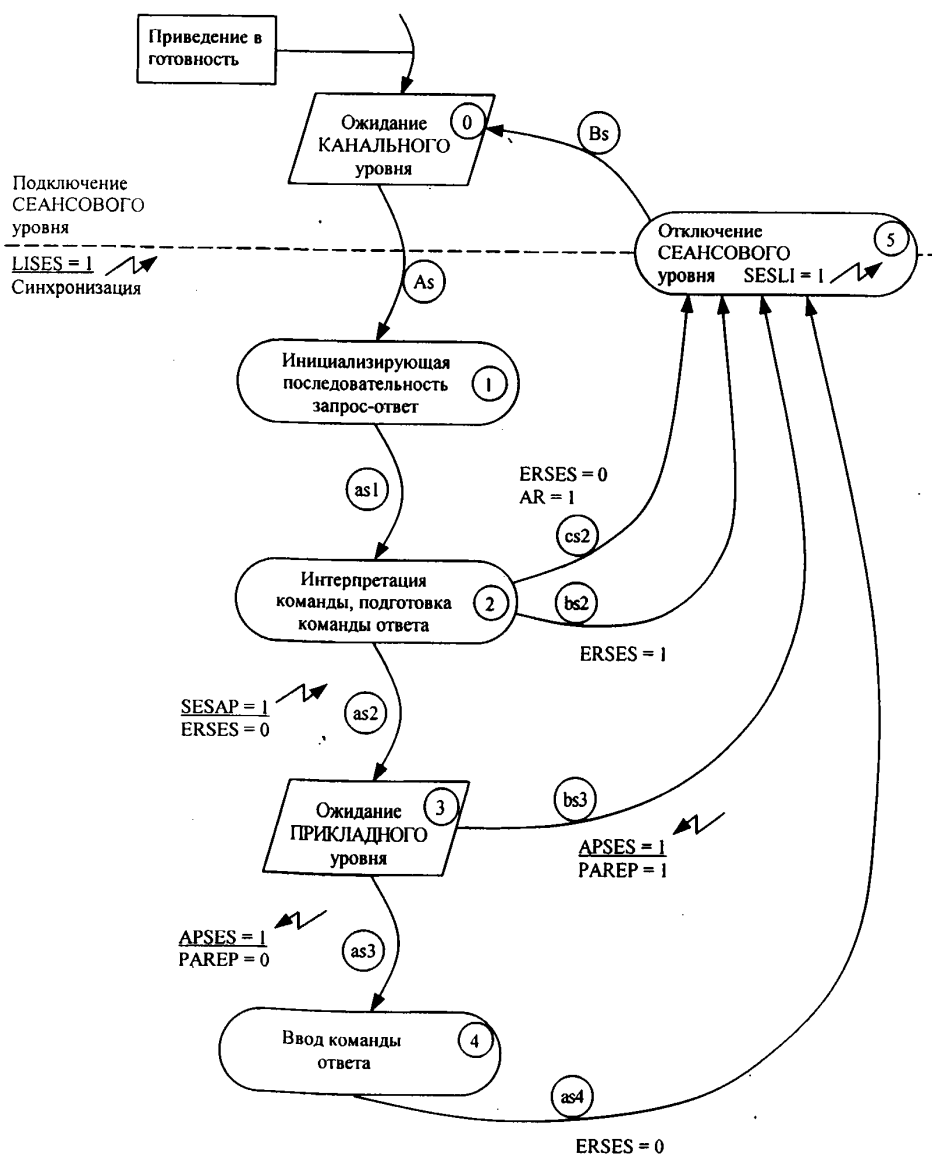 Приведение в
готовность
Ожидание
КАНАЛЬНОГО
уровня
0
Bs
Подключение
СЕАНСОВОГО
уровня
LISES = 1
Синхронизация
As
Отключение
СЕАНСОВОГО
уровня SESLI = 1
5
Инициализирующая
последовательность
запрос-ответ
1
as1
ERSES = 0
AR = 1
cs2
Интерпретация
команды, подготовка
команды ответа
2
bs2
ERSES = 1
SESAP = 1
ERSES = 0
as2
Ожидание
ПРИКЛАДНОГО
уровня
3
bs3
APSES = 1
PAREP = 1
APSES = 1
PAREP = 0
as3
Ввод команды
ответа
4
as4
ERSES = 0